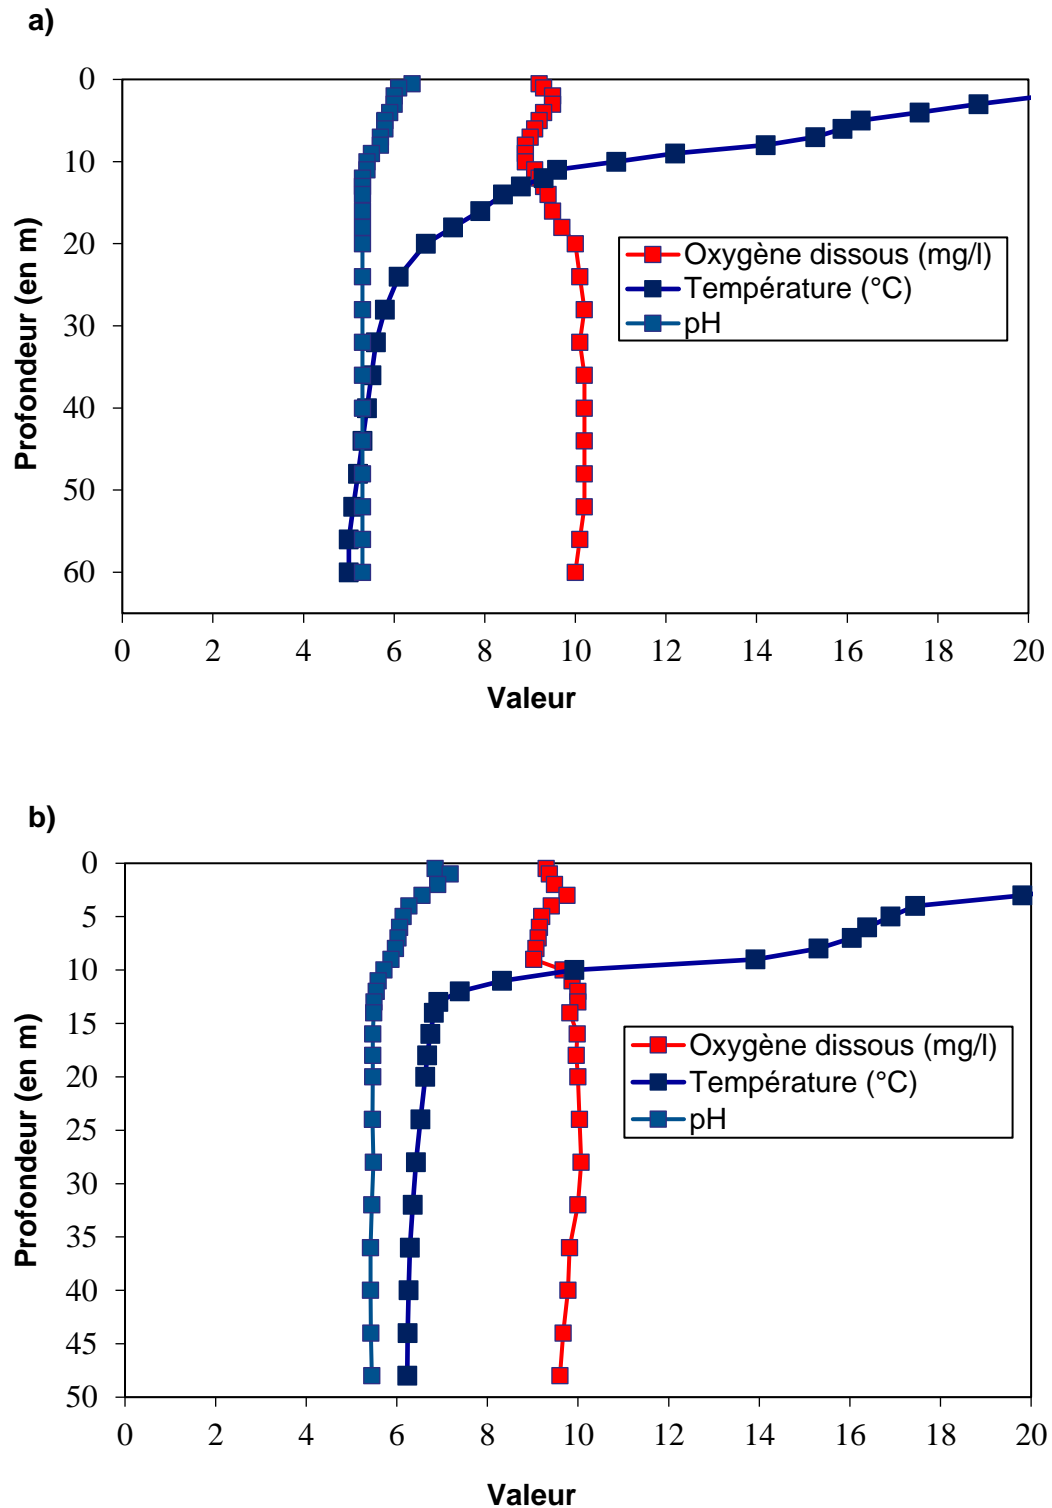 a)
0
10
20
30
40
50
60
Profondeur (en m)
Oxygène dissous (mg/l)
Température (°C)
pH
0 2 4 6 8 10 12 14 16 18 20
Valeur
b)
0
5
10
15
20
25
30
35
40
45
50
Profondeur (en m)
Oxygène dissous (mg/l)
Température (°C)
pH
0 2 4 6 8 10 12 14 16 18 20
Valeur